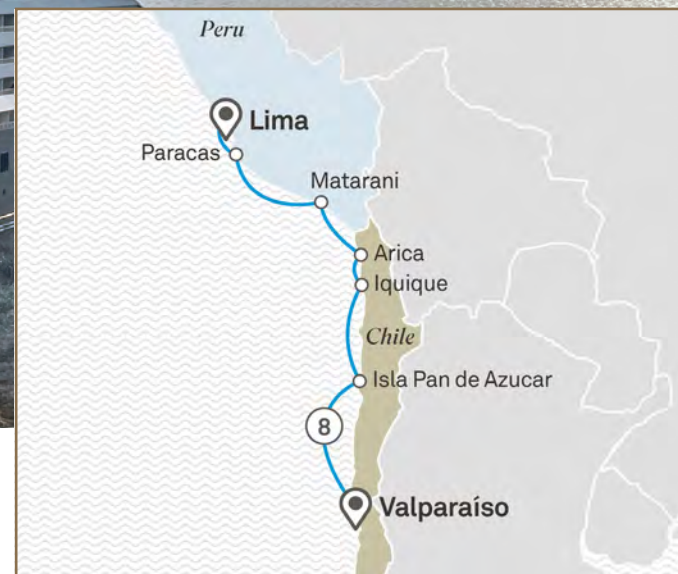 Peru
Lima
Paracas
Matarani
Arica
Iquique
Chile
Isla Pan de Azucar
8
Valparaíso